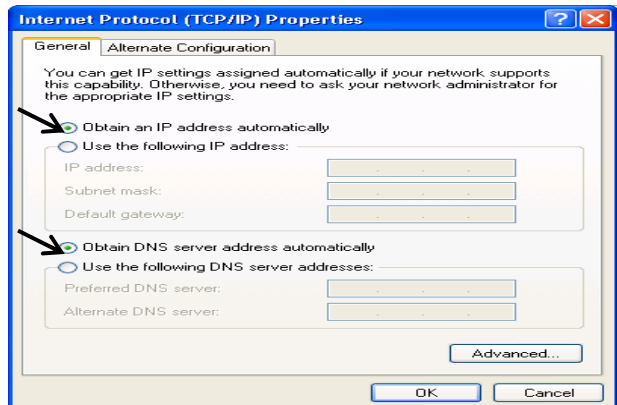 Internet Protocol (TCP/IP) Properties
General
Alternate Configuration
You can get IP settings assigned automatically if your network supports
this capability. Otherwise, you need to ask your network administrator for
the appropriate IP settings.
Obtain an IP address automatically
Use the following IP address:
IP address:
Subnet mask:
Default gateway:
Obtain DNS server address automatically
Use the following DNS server addresses:
Preferred DNS server:
Alternate DNS server:
Advanced...
OK
Cancel